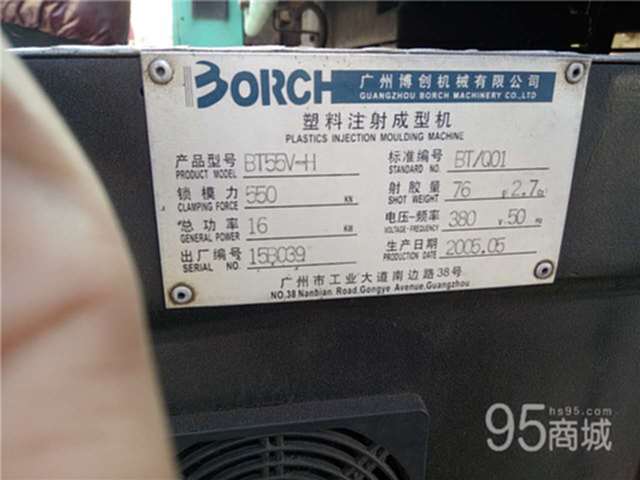 BORCH 广州博创机械有限公司
GUANGZHOU BORCH MACHINERY CO.,LTD
塑料注射成型机
PLASTICS INJECTION MOULDING MACHINE
产品型号 BT55V-H 标准编号 BT/Q01
PRODUCT MODEL STANDARD NO.
锁模力 550 KN 射胶量 76 g 2.7oz
CLAMPING FORCE SHOT WEIGHT
总功率 16 KW 电压-频率 380 V 50 Hz
GENERAL POWER VOLTAGE-FREQUENCY
出厂编号 15B039 生产日期 2005.05
SERIAL NO. PRODUCTION DATE
广州市工业大道南边路38号
NO.38 Nanbian Road,Gongye Avenue,Guangzhou
95商城
hs95.com